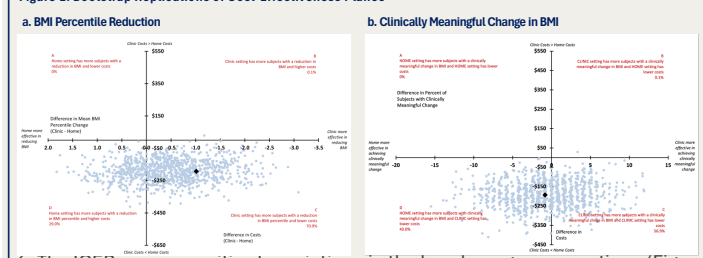 a. BMI Percentile Reduction
b. Clinically Meaningful Change in BMI
Clinic Costs > Home Costs
$550
A
Home setting has more subjects with a
reduction in BMI and lower costs
0%
B
Clinic setting has more subjects with a reduction in
BMI and higher costs
0.1%
$350
Difference in Mean BMI
Percentile Change
(Clinic - Home)
$150
Home more
effective in
reducing
BMI
Clinic more
effective in
reducing
BMI
2.0 1.5 1.0 0.5 -$50 -0.5 -1.0 -1.5 -2.0 -2.5 -3.0 -3.5
-$250
D
Home setting has more subjects with a reduction
in BMI percentile and higher costs
29.0%
C
Clinic setting has more subjects with a reduction
in BMI percentile and lower costs
70.9%
-$450
Difference in Costs
(Clinic - Home)
-$650
Clinic Costs < Home Costs
Clinic Costs > Home Costs
$550
A
HOME setting has more subjects with a clinically
meaningful change in BMI and HOME setting has lower
costs
0%
B
CLINIC setting has more subjects with a clinically
meaningful change in BMI and CLINIC setting has higher
costs
0.1%
$450
$350
Difference in Percent of
Subjects with Clinically
Meaningful Change
$250
$150
$50
Home more
effective in
achieving
clinically
meaningful
change
Clinic more
effective in
achieving
clinically
meaningful
change
-20 -15 -10 -5 -$50 0 5 10 15
-$150
-$250
D
HOME setting has more subjects with clinically
meaningful change in BMI and CLINIC setting has
lower costs
C
CLINIC setting has more subjects with a clinically
meaningful change in BMI and CLINIC setting has lower
costs
-$350
Difference in
Costs
-$450
Clinic Costs < Home Costs